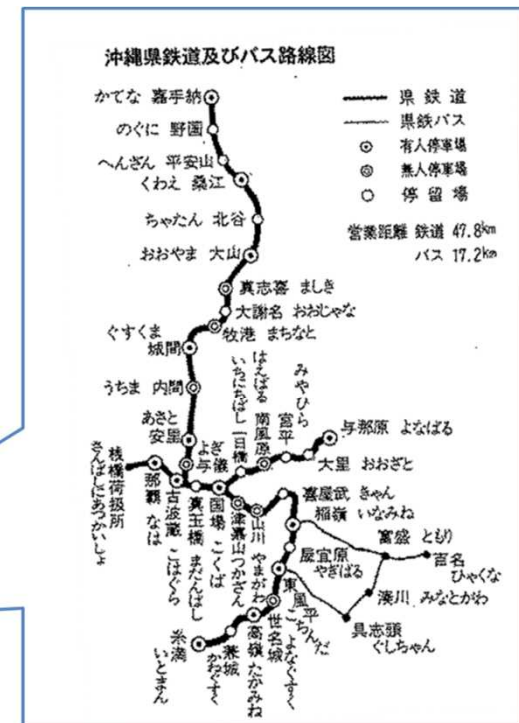 沖縄県鉄道及びバス路線図
県鉄道
県鉄バス
有人停車場
無人停車場
停留場
営業距離 鉄道 47.8km
バス 17.2km
かてな 嘉手納
のぐに 野国
へんざん 平安山
くわえ 桑江
ちゃたん 北谷
おおやま 大山
真志喜 ましき
大謝名 おおじゃな
牧港 まちなと
ぐすくま 城間
うちま 内間
あさと 安里
与儀 よぎ
桟橋荷扱所 さんばしにあつかいしょ
那覇 なは
古波蔵 こはぐら
真玉橋 まだんばし
国場 こくば
一日橋 いちにちばし
南風原 はえばる
宮平 みやひら
大里 おおざと
与那原 よなばる
津嘉山 つかざん
山川 やまがわ
喜屋武 きゃん
稲嶺 いなみね
屋宜原 やぎばる
東風平 こちんだ
世名城 よなぐすく
高嶺 たかみね
兼城 かねぐすく
糸満 いとまん
富盛 ともり
百名 ひゃくな
湊川 みなとがわ
具志頭 ぐしちゃん